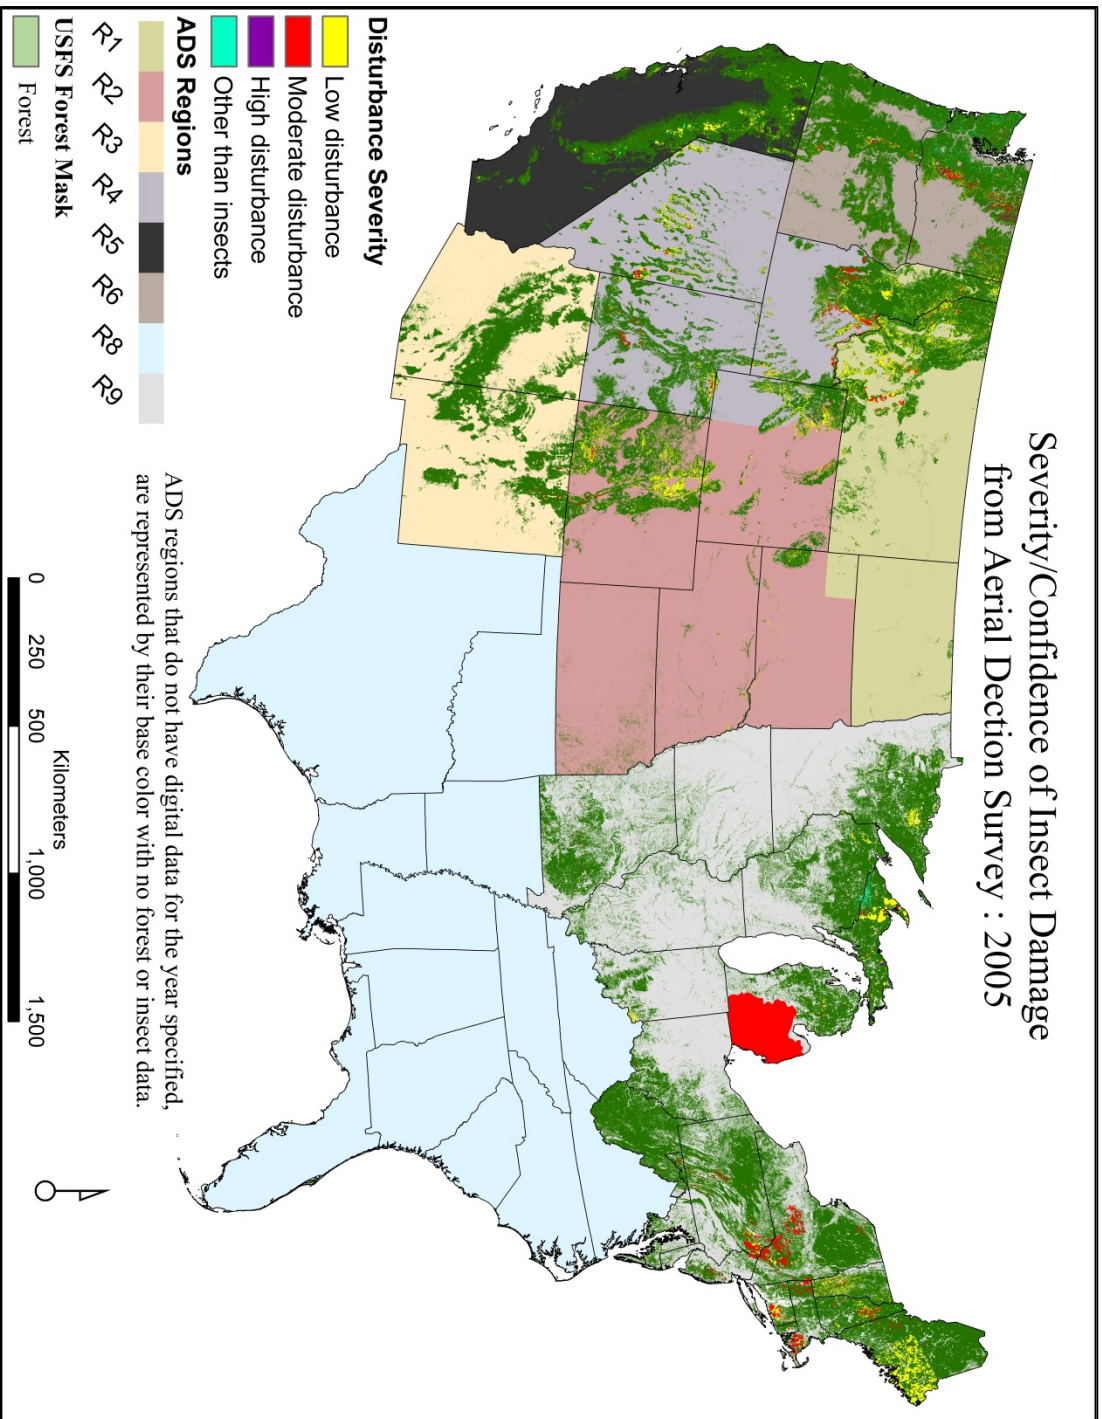 Severity/Confidence of Insect Damage
from Aerial Dection Survey : 2005
Disturbance Severity
Low disturbance
Moderate disturbance
High disturbance
Other than insects
ADS Regions
R1 R2 R3 R4 R5 R6 R8 R9
USFS Forest Mask
Forest
ADS regions that do not have digital data for the year specified,
are represented by their base color with no forest or insect data.
0 250 500 1,000 1,500
Kilometers